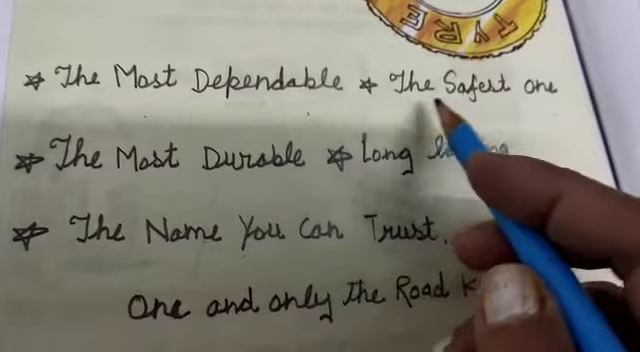 TYRE
☆ The Most Dependable ☆ The Safest one
☆ The Most Durable ☆ Long
☆ The Name You Can Trust.
One and only The Road